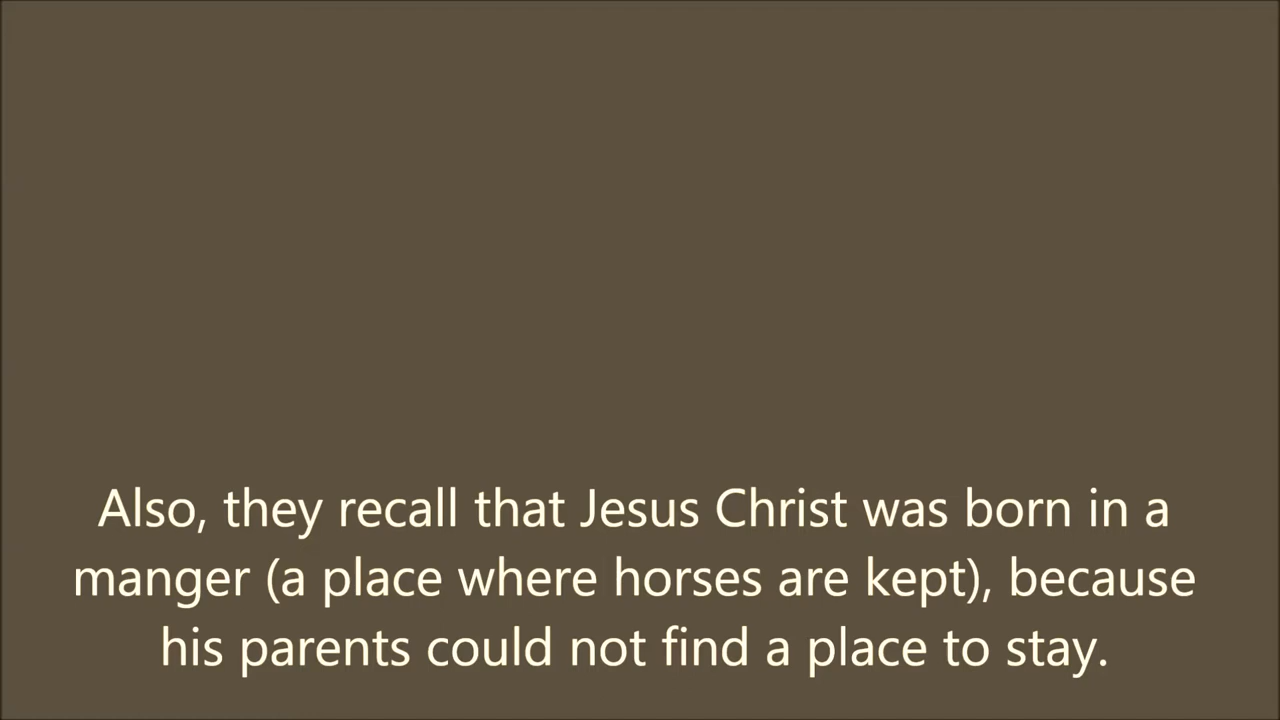 Also, they recall that Jesus Christ was born in a
manger (a place where horses are kept), because
his parents could not find a place to stay.